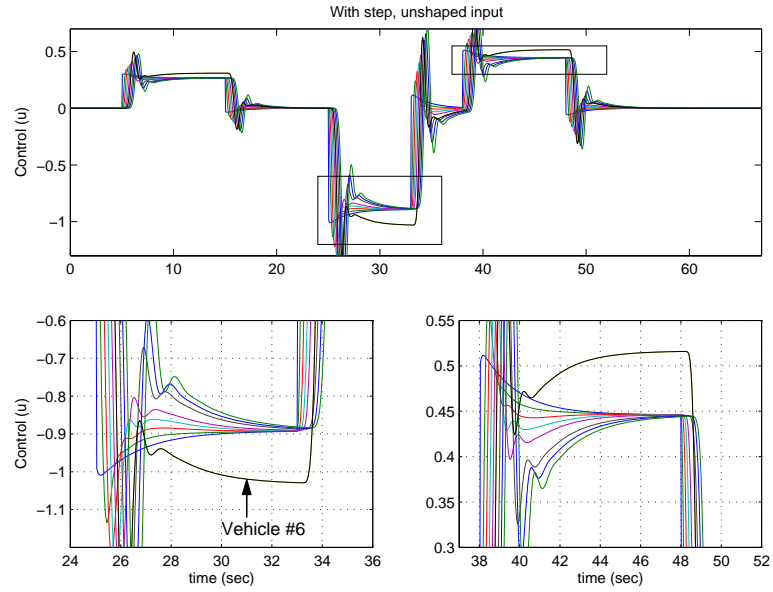 With step, unshaped input
Control (u)
0.5
0
−0.5
−1
0 10 20 30 40 50 60
Control (u)
−0.6
−0.7
−0.8
−0.9
−1.0
−1.1
Vehicle #6
24 26 28 30 32 34 36
time (sec)
0.55
0.5
0.45
0.4
0.35
0.3
38 40 42 44 46 48 50 52
time (sec)